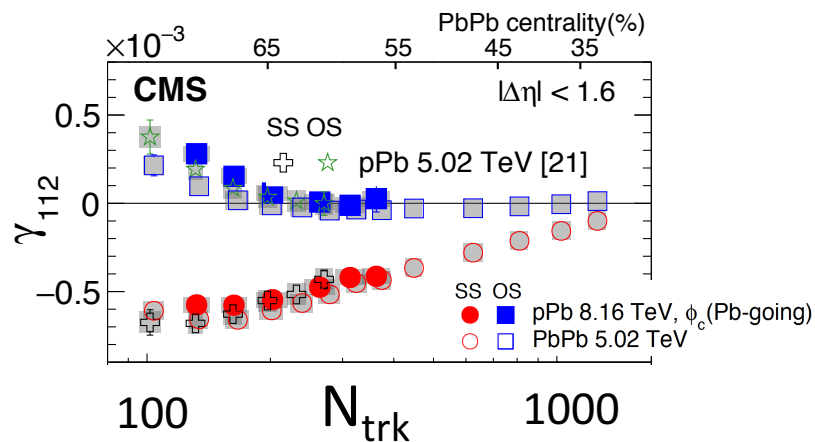 ×10⁻³
PbPb centrality(%)
65 55 45 35
CMS
|Δη| < 1.6
0.5
SS OS
pPb 5.02 TeV [21]
0
γ₁₁₂
−0.5
SS OS
pPb 8.16 TeV, ϕ_c(Pb-going)
PbPb 5.02 TeV
100 N_trk 1000